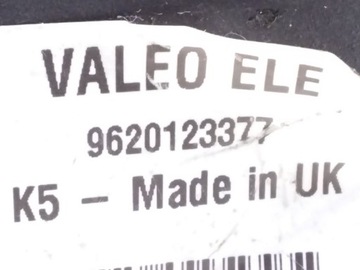 VALEO ELE
9620123377
K5 – Made in UK